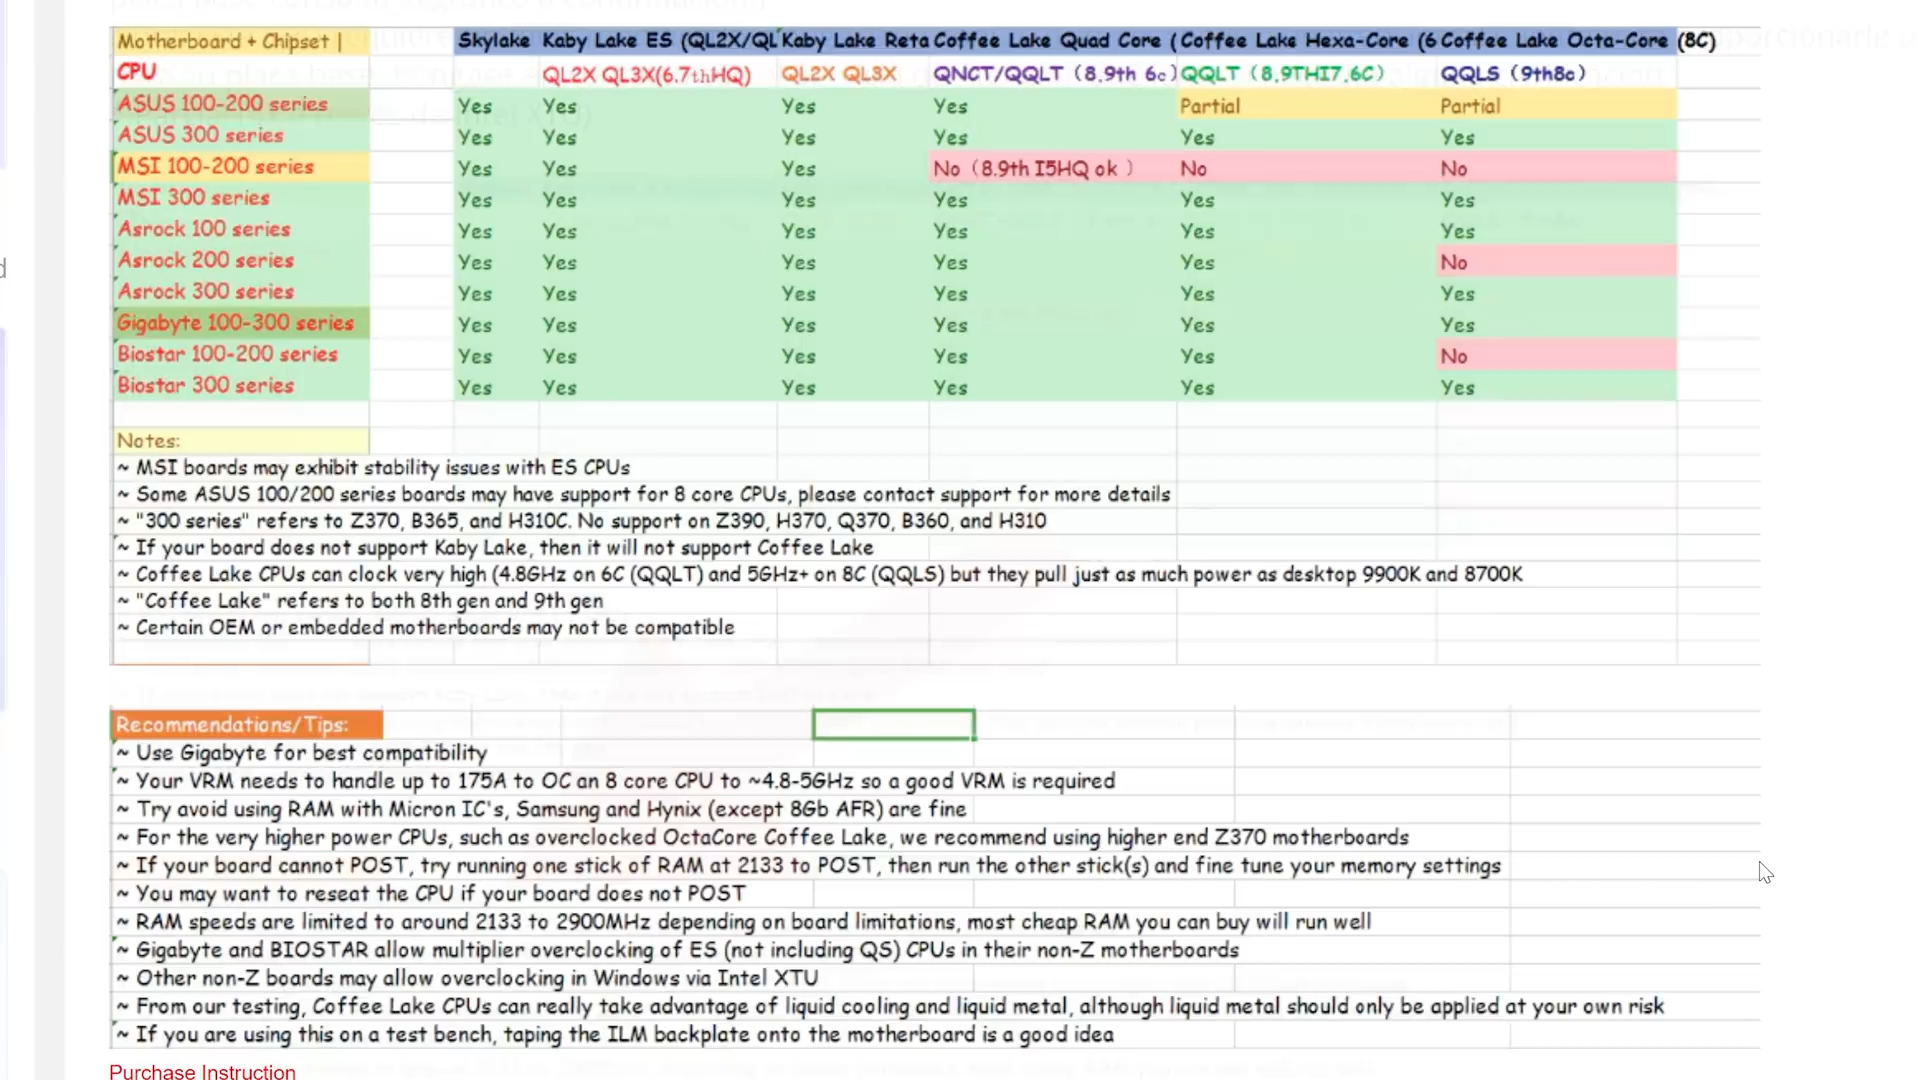 Motherboard + Chipset | Skylake Kaby Lake ES (QL2X/QL Kaby Lake Reta Coffee Lake Quad Core ( Coffee Lake Hexa-Core (6 Coffee Lake Octa-Core (8C)
CPU QL2X QL3X(6.7thHQ) QL2X QL3X QNCT/QQLT (8.9th 6c) QQLT (8.9THI7.6C) QQLS (9th8c)
ASUS 100-200 series Yes Yes Yes Yes Partial Partial
ASUS 300 series Yes Yes Yes Yes Yes Yes
MSI 100-200 series Yes Yes Yes No (8.9th I5HQ ok ) No No
MSI 300 series Yes Yes Yes Yes Yes Yes
Asrock 100 series Yes Yes Yes Yes Yes Yes
Asrock 200 series Yes Yes Yes Yes Yes No
Asrock 300 series Yes Yes Yes Yes Yes Yes
Gigabyte 100-300 series Yes Yes Yes Yes Yes Yes
Biostar 100-200 series Yes Yes Yes Yes Yes No
Biostar 300 series Yes Yes Yes Yes Yes Yes
Notes:
~ MSI boards may exhibit stability issues with ES CPUs
~ Some ASUS 100/200 series boards may have support for 8 core CPUs, please contact support for more details
~ "300 series" refers to Z370, B365, and H310C. No support on Z390, H370, Q370, B360, and H310
~ If your board does not support Kaby Lake, then it will not support Coffee Lake
~ Coffee Lake CPUs can clock very high (4.8GHz on 6C (QQLT) and 5GHz+ on 8C (QQLS) but they pull just as much power as desktop 9900K and 8700K
~ "Coffee Lake" refers to both 8th gen and 9th gen
~ Certain OEM or embedded motherboards may not be compatible
Recommendations/Tips:
~ Use Gigabyte for best compatibility
~ Your VRM needs to handle up to 175A to OC an 8 core CPU to ~4.8-5GHz so a good VRM is required
~ Try avoid using RAM with Micron IC's, Samsung and Hynix (except 8Gb AFR) are fine
~ For the very higher power CPUs, such as overclocked OctaCore Coffee Lake, we recommend using higher end Z370 motherboards
~ If your board cannot POST, try running one stick of RAM at 2133 to POST, then run the other stick(s) and fine tune your memory settings
~ You may want to reseat the CPU if your board does not POST
~ RAM speeds are limited to around 2133 to 2900MHz depending on board limitations, most cheap RAM you can buy will run well
~ Gigabyte and BIOSTAR allow multiplier overclocking of ES (not including QS) CPUs in their non-Z motherboards
~ Other non-Z boards may allow overclocking in Windows via Intel XTU
~ From our testing, Coffee Lake CPUs can really take advantage of liquid cooling and liquid metal, although liquid metal should only be applied at your own risk
~ If you are using this on a test bench, taping the ILM backplate onto the motherboard is a good idea
Purchase Instruction